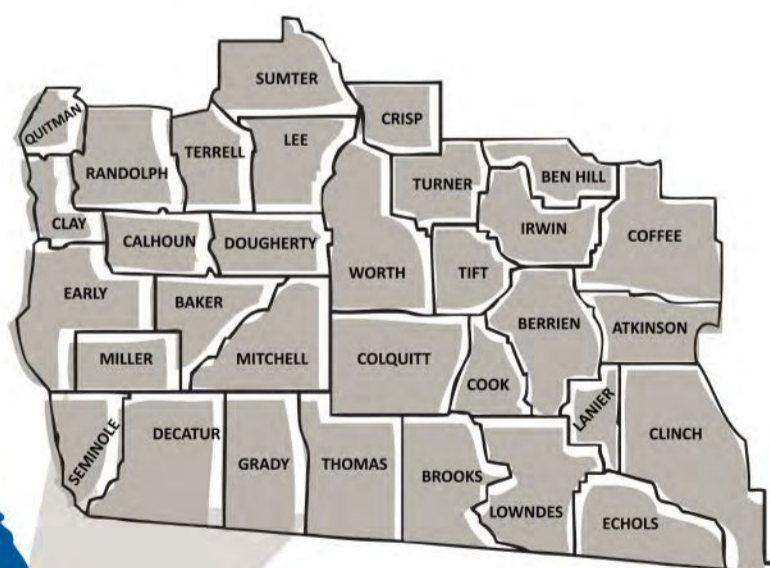 SUMTER
CRISP
QUITMAN
RANDOLPH
TERRELL
LEE
TURNER
BEN HILL
CLAY
CALHOUN
DOUGHERTY
WORTH
TIFT
IRWIN
COFFEE
EARLY
BAKER
MILLER
MITCHELL
COLQUITT
COOK
BERRIEN
ATKINSON
LANIER
CLINCH
SEMINOLE
DECATUR
GRADY
THOMAS
BROOKS
LOWNDES
ECHOLS